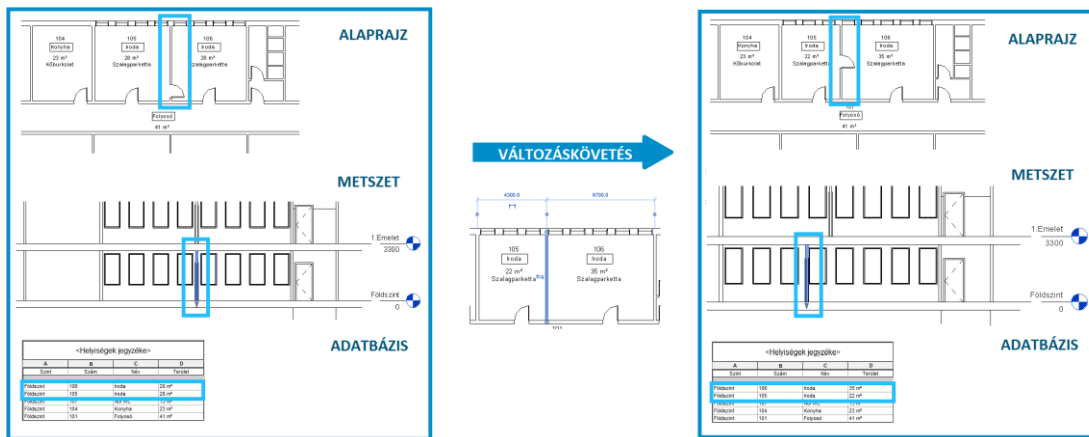 ALAPRAJZ
104
Konyha
23 m²
Kőburkolat
105
Iroda
28 m²
Szalagparketta
106
Iroda
28 m²
Szalagparketta
Folyosó
41 m²
METSZET
1.Emelet
3300
Földszint
0
ADATBÁZIS
<Helyiségek jegyzéke>
A B C D
Szint Szám Név Terület
Földszint 106 Iroda 28 m²
Földszint 105 Iroda 28 m²
Földszint 104 Konyha 23 m²
Földszint 101 Folyosó 41 m²
VÁLTOZÁSKÖVETÉS
4300.0 6700.0
105
Iroda
22 m²
Szalagparketta
106
Iroda
35 m²
Szalagparketta
ALAPRAJZ
104
Konyha
23 m²
Kőburkolat
105
Iroda
22 m²
Szalagparketta
106
Iroda
35 m²
Szalagparketta
Folyosó
41 m²
METSZET
1.Emelet
3300
Földszint
0
ADATBÁZIS
<Helyiségek jegyzéke>
A B C D
Szint Szám Név Terület
Földszint 106 Iroda 35 m²
Földszint 105 Iroda 22 m²
Földszint 104 Konyha 23 m²
Földszint 101 Folyosó 41 m²